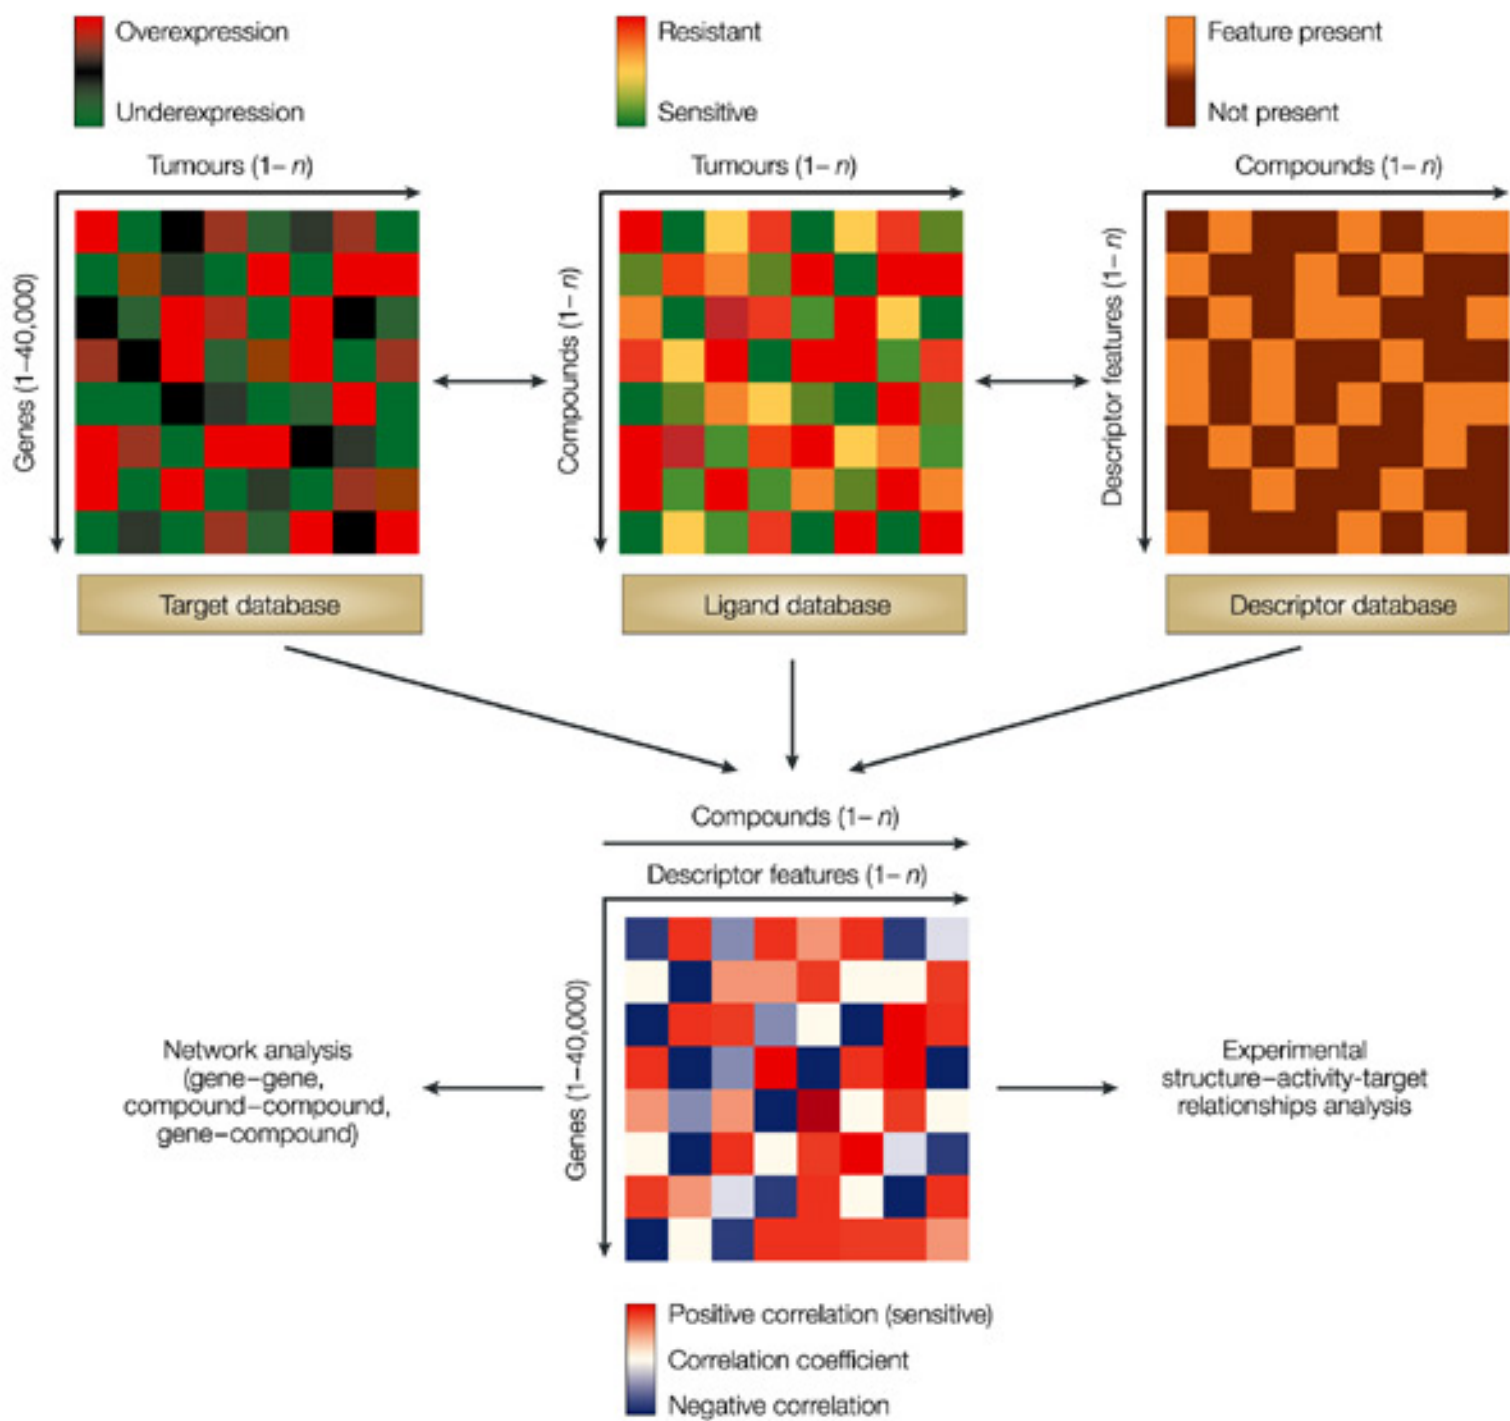 Overexpression
Underexpression
Resistant
Sensitive
Feature present
Not present
Tumours (1– n)
Tumours (1– n)
Compounds (1– n)
Genes (1–40,000)
Compounds (1– n)
Descriptor features (1– n)
Target database
Ligand database
Descriptor database
Compounds (1– n)
Descriptor features (1– n)
Genes (1–40,000)
Network analysis
(gene–gene,
compound–compound,
gene–compound)
Experimental
structure–activity-target
relationships analysis
Positive correlation (sensitive)
Correlation coefficient
Negative correlation